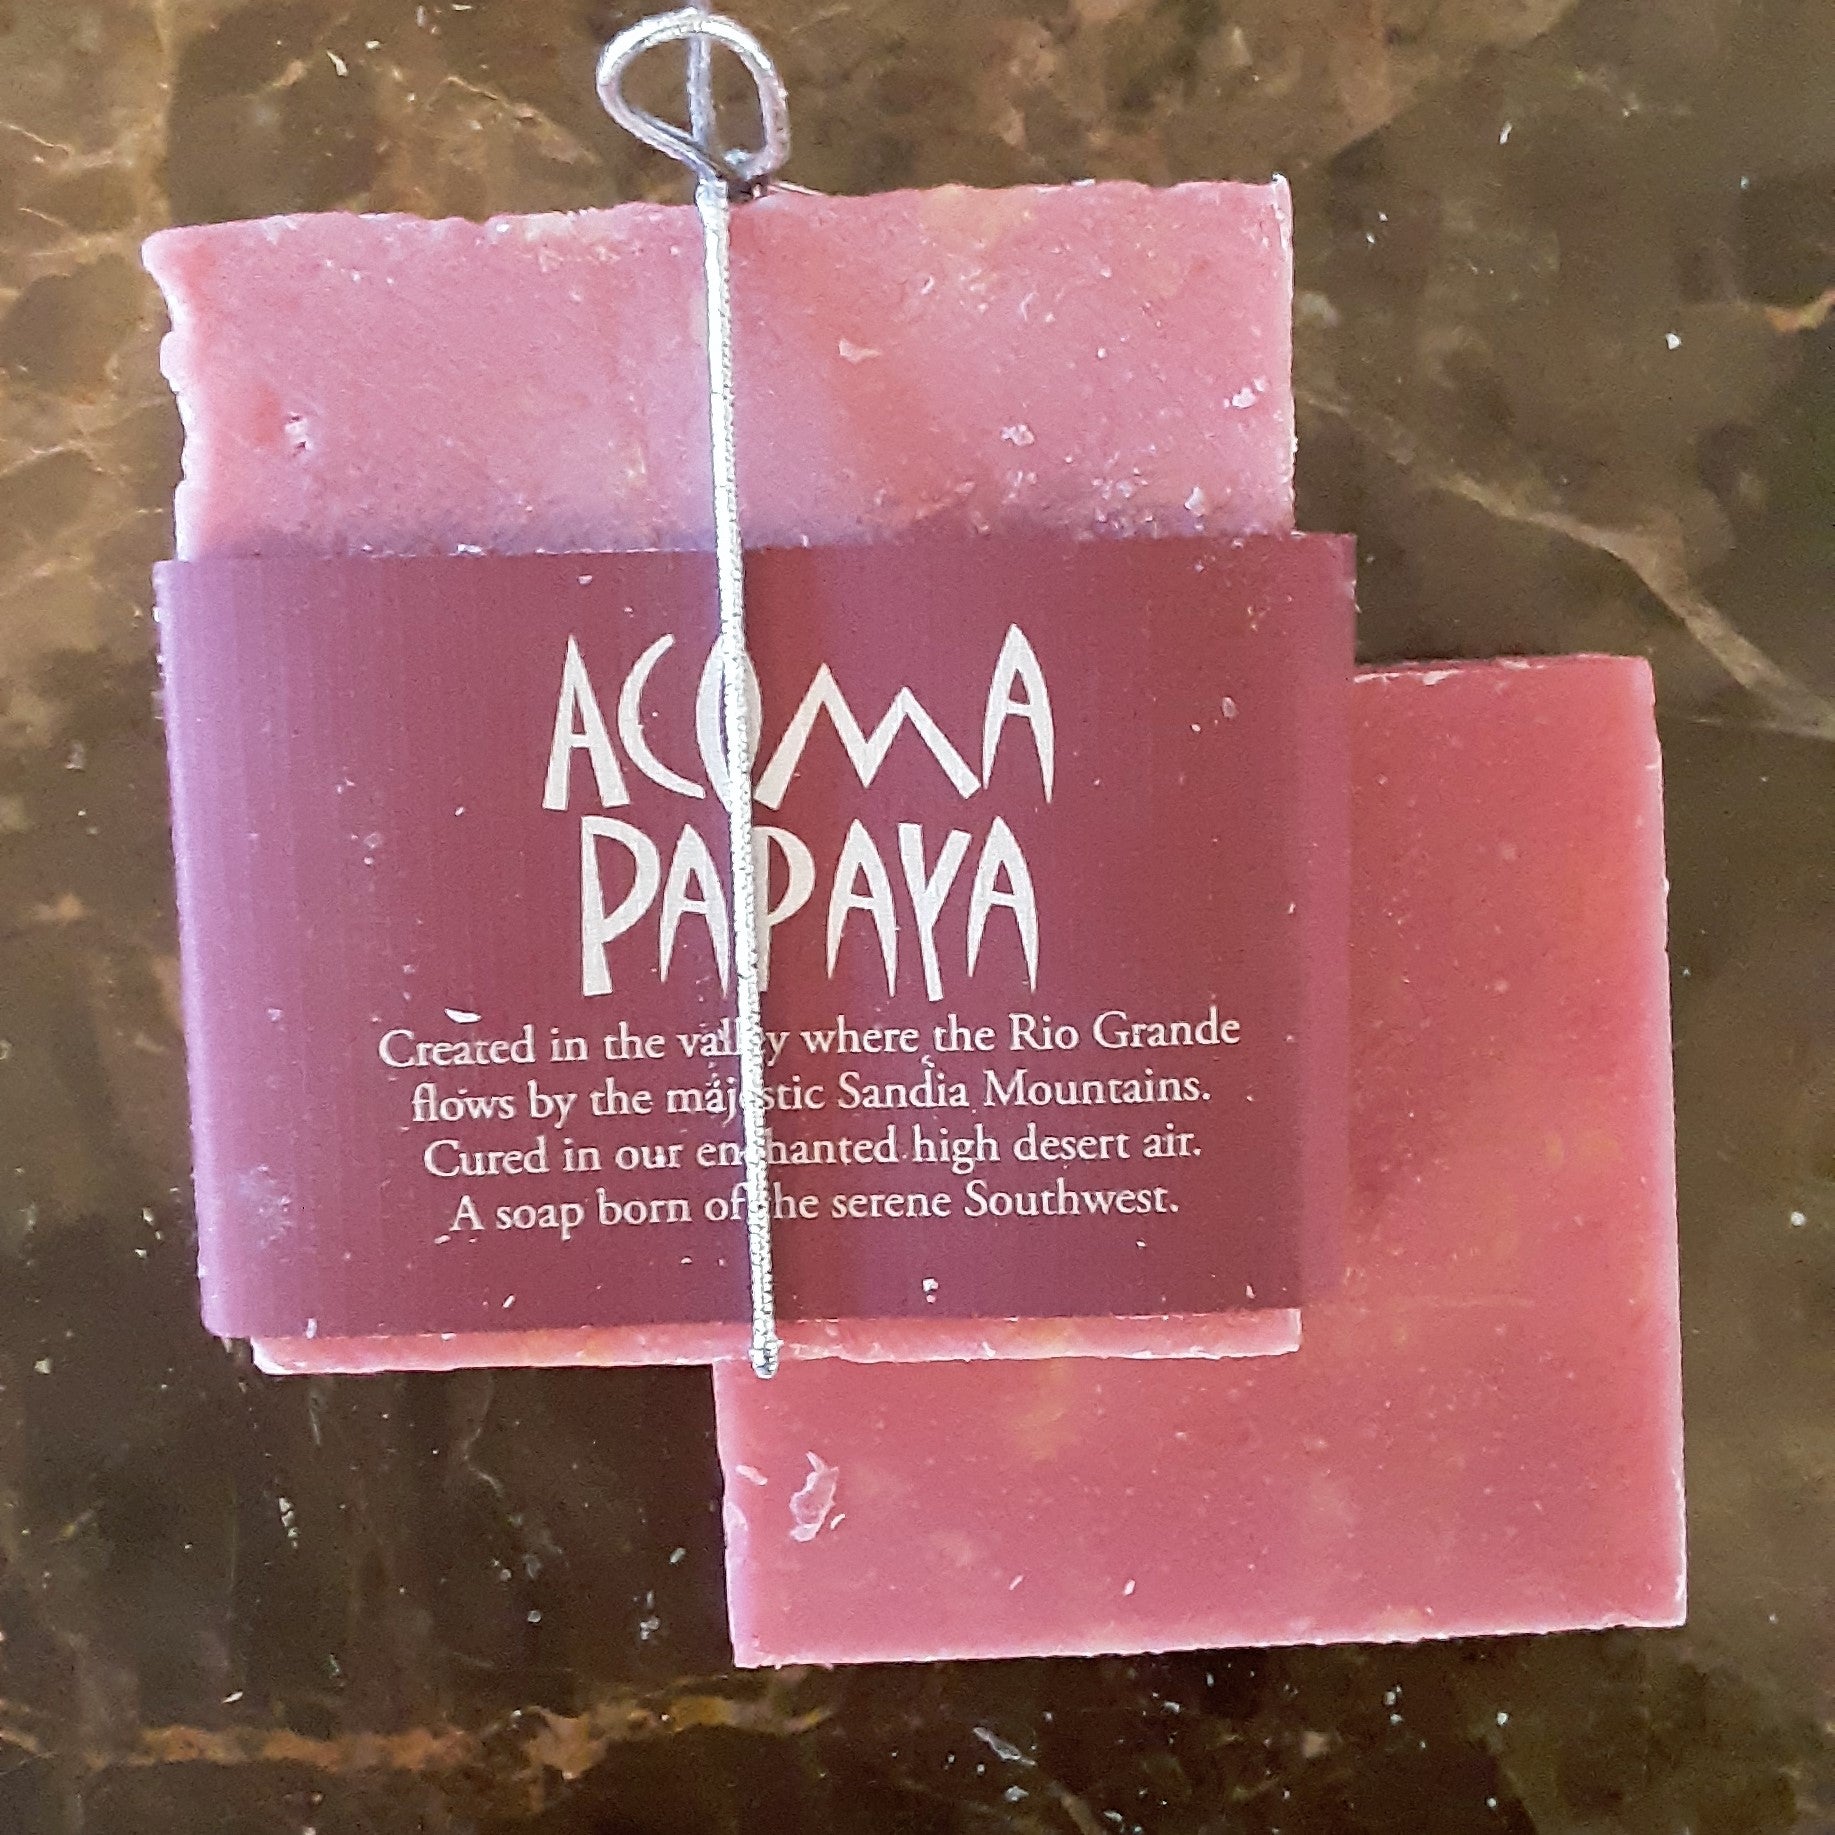 ACOMA
PAPAYA
Created in the valley where the Rio Grande
flows by the majestic Sandia Mountains.
Cured in our enchanted high desert air.
A soap born of the serene Southwest.